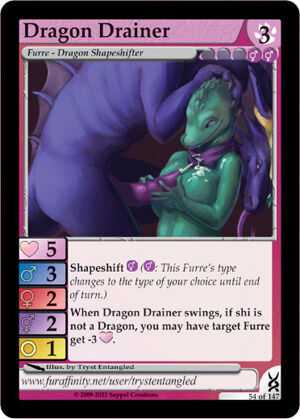 Dragon Drainer 3
Furre - Dragon Shapeshifter
5
3
2
2
1
Shapeshift ⚥ (⚥: This Furre's type
changes to the type of your choice until end
of turn.)
When Dragon Drainer swings, if shi is
not a Dragon, you may have target Furre
get -3 .
Illus. by Tryst Entangled
www.furaffinity.net/user/trystentangled
©2009-2012 Seppel Creations.
54 of 147